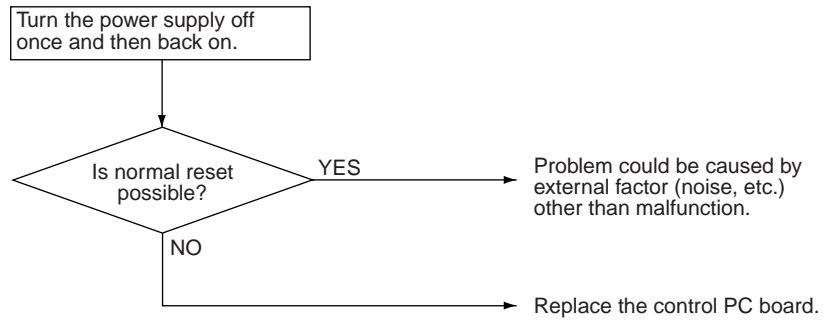 Turn the power supply off
once and then back on.
Is normal reset
possible?
YES
Problem could be caused by
external factor (noise, etc.)
other than malfunction.
NO
Replace the control PC board.